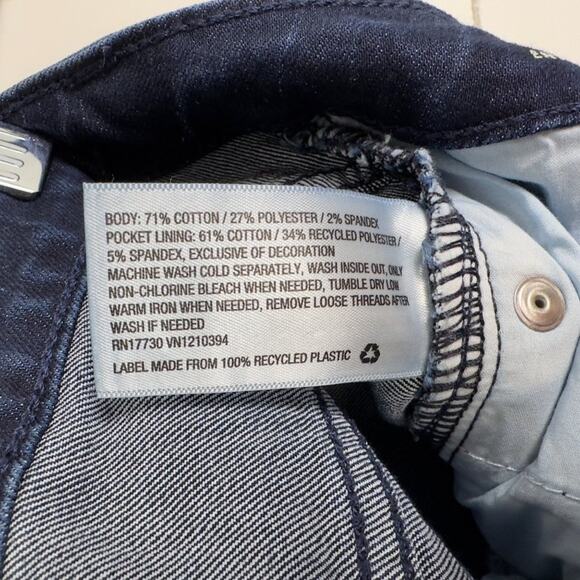 BODY: 71% COTTON / 27% POLYESTER / 2% SPANDEX
POCKET LINING: 61% COTTON / 34% RECYCLED POLYESTER /
5% SPANDEX, EXCLUSIVE OF DECORATION
MACHINE WASH COLD SEPARATELY, WASH INSIDE OUT, ONLY
NON-CHLORINE BLEACH WHEN NEEDED, TUMBLE DRY LOW
WARM IRON WHEN NEEDED, REMOVE LOOSE THREADS AFTER
WASH IF NEEDED
RN17730 VN1210394
LABEL MADE FROM 100% RECYCLED PLASTIC